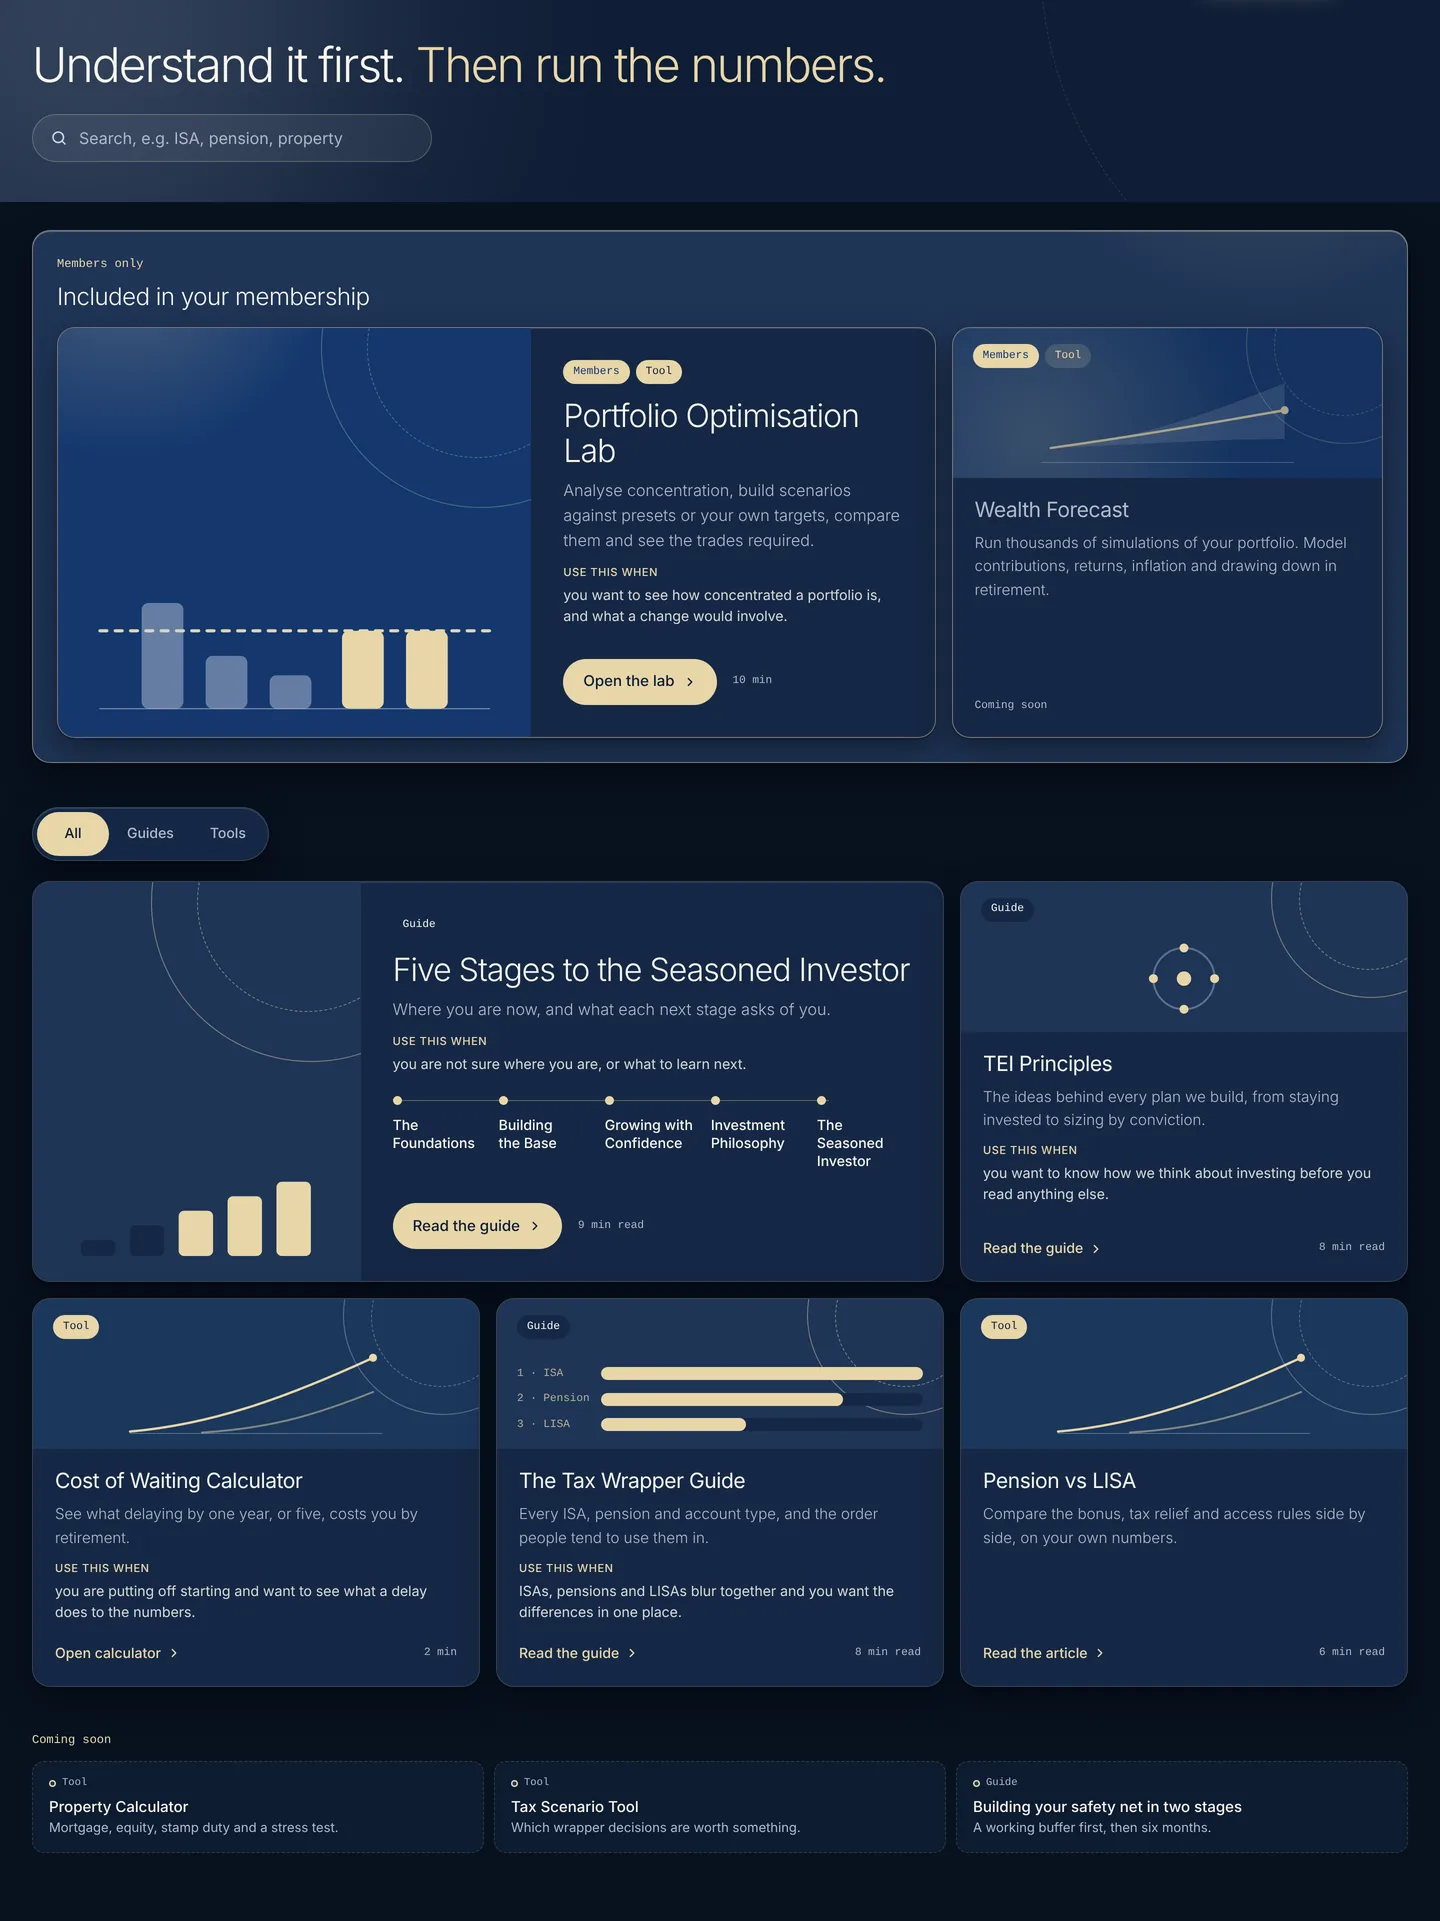 Understand it first. Then run the numbers.
Search, e.g. ISA, pension, property
Members only
Included in your membership
Members
Tool
Portfolio Optimisation
Lab
Analyse concentration, build scenarios
against presets or your own targets, compare
them and see the trades required.
USE THIS WHEN
you want to see how concentrated a portfolio is,
and what a change would involve.
Open the lab
10 min
Members
Tool
Wealth Forecast
Run thousands of simulations of your portfolio. Model
contributions, returns, inflation and drawing down in
retirement.
Coming soon
All
Guides
Tools
Guide
Five Stages to the Seasoned Investor
Where you are now, and what each next stage asks of you.
USE THIS WHEN
you are not sure where you are, or what to learn next.
The
Foundations
Building
the Base
Growing with
Confidence
Investment
Philosophy
The
Seasoned
Investor
Read the guide
9 min read
Guide
TEI Principles
The ideas behind every plan we build, from staying
invested to sizing by conviction.
USE THIS WHEN
you want to know how we think about investing before you
read anything else.
Read the guide
8 min read
Tool
Cost of Waiting Calculator
See what delaying by one year, or five, costs you by
retirement.
USE THIS WHEN
you are putting off starting and want to see what a delay
does to the numbers.
Open calculator
2 min
Guide
1 · ISA
2 · Pension
3 · LISA
The Tax Wrapper Guide
Every ISA, pension and account type, and the order
people tend to use them in.
USE THIS WHEN
ISAs, pensions and LISAs blur together and you want the
differences in one place.
Read the guide
8 min read
Tool
Pension vs LISA
Compare the bonus, tax relief and access rules side by
side, on your own numbers.
Read the article
6 min read
Coming soon
Tool
Property Calculator
Mortgage, equity, stamp duty and a stress test.
Tool
Tax Scenario Tool
Which wrapper decisions are worth something.
Guide
Building your safety net in two stages
A working buffer first, then six months.